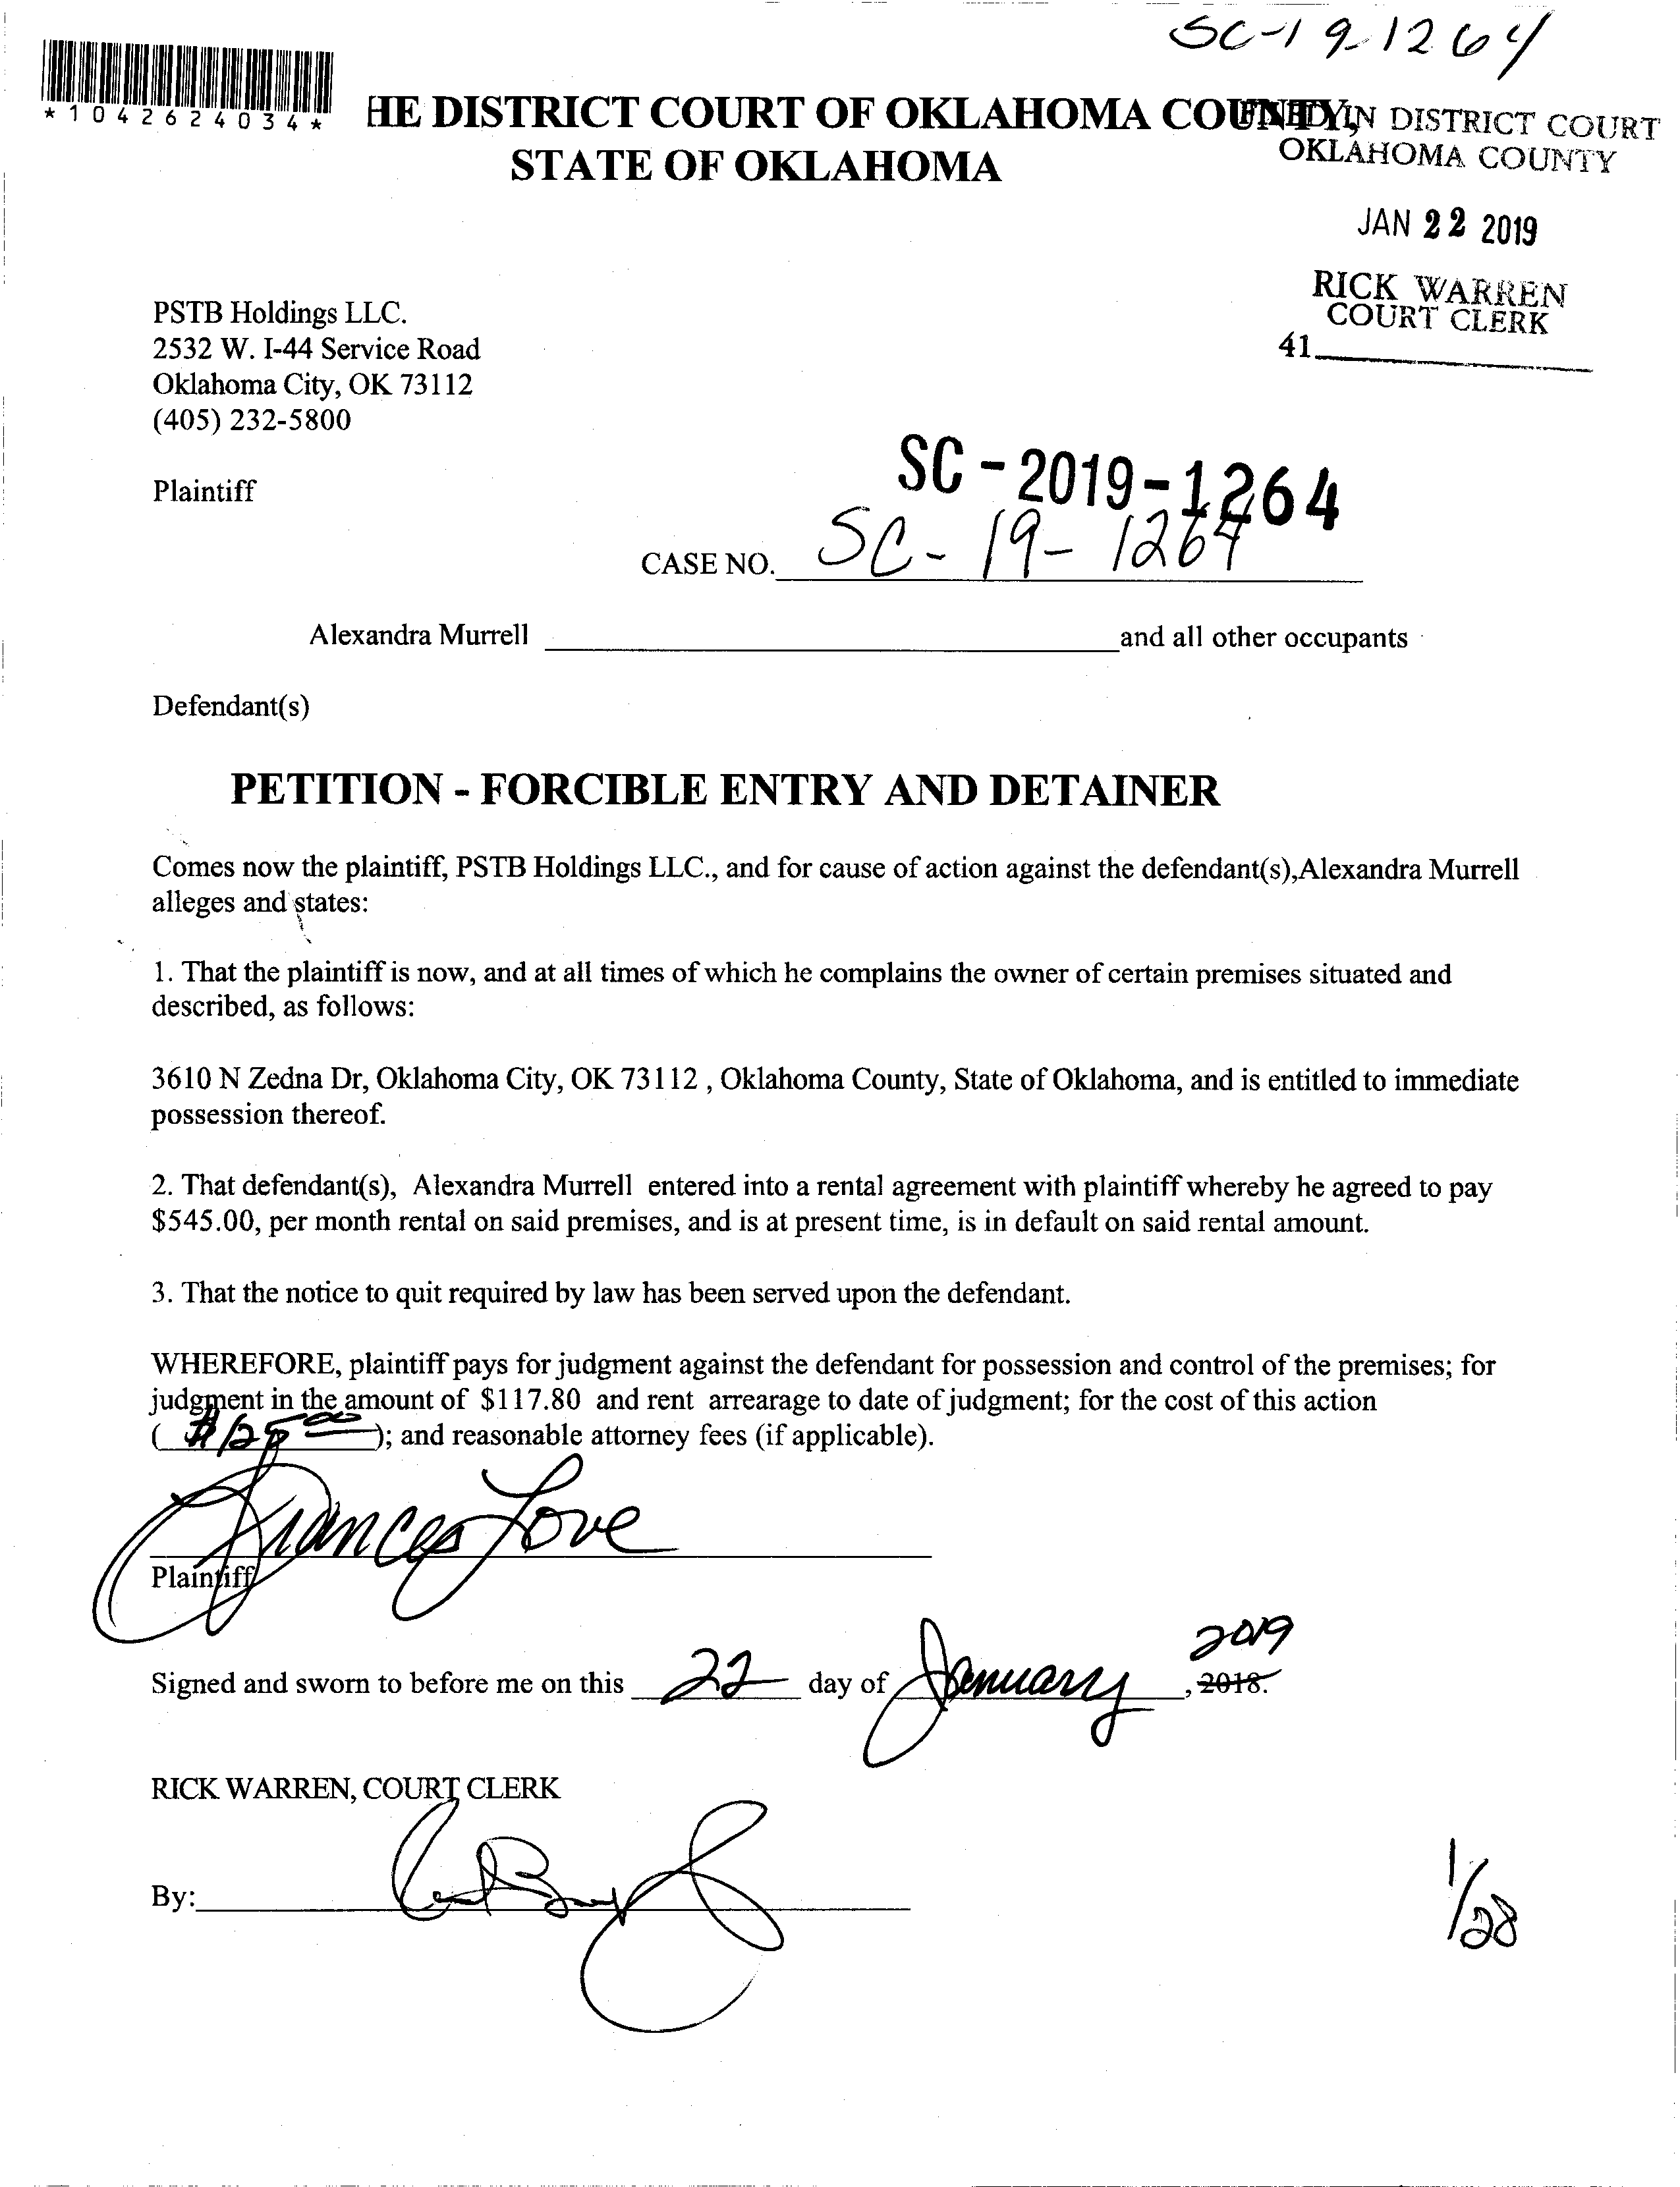 SC-19-1264
*1042624034*
HE DISTRICT COURT OF OKLAHOMA COUNTY,
STATE OF OKLAHOMA
IN DISTRICT COURT
OKLAHOMA COUNTY
JAN 22 2019
RICK WARREN
COURT CLERK
41
PSTB Holdings LLC.
2532 W. I-44 Service Road
Oklahoma City, OK 73112
(405) 232-5800
Plaintiff
SC-2019-1264
CASE NO. SC-19-1264
Alexandra Murrell and all other occupants
Defendant(s)
PETITION - FORCIBLE ENTRY AND DETAINER
Comes now the plaintiff, PSTB Holdings LLC., and for cause of action against the defendant(s),Alexandra Murrell
alleges and states:
1. That the plaintiff is now, and at all times of which he complains the owner of certain premises situated and
described, as follows:
3610 N Zedna Dr, Oklahoma City, OK 73112 , Oklahoma County, State of Oklahoma, and is entitled to immediate
possession thereof.
2. That defendant(s), Alexandra Murrell entered into a rental agreement with plaintiff whereby he agreed to pay
$545.00, per month rental on said premises, and is at present time, is in default on said rental amount.
3. That the notice to quit required by law has been served upon the defendant.
WHEREFORE, plaintiff pays for judgment against the defendant for possession and control of the premises; for
judgment in the amount of $117.80 and rent arrearage to date of judgment; for the cost of this action
( ); and reasonable attorney fees (if applicable).
Frances Love
Plaintiff
2019
Signed and sworn to before me on this 22 day of January, 2018.
RICK WARREN, COURT CLERK
By:
1/28